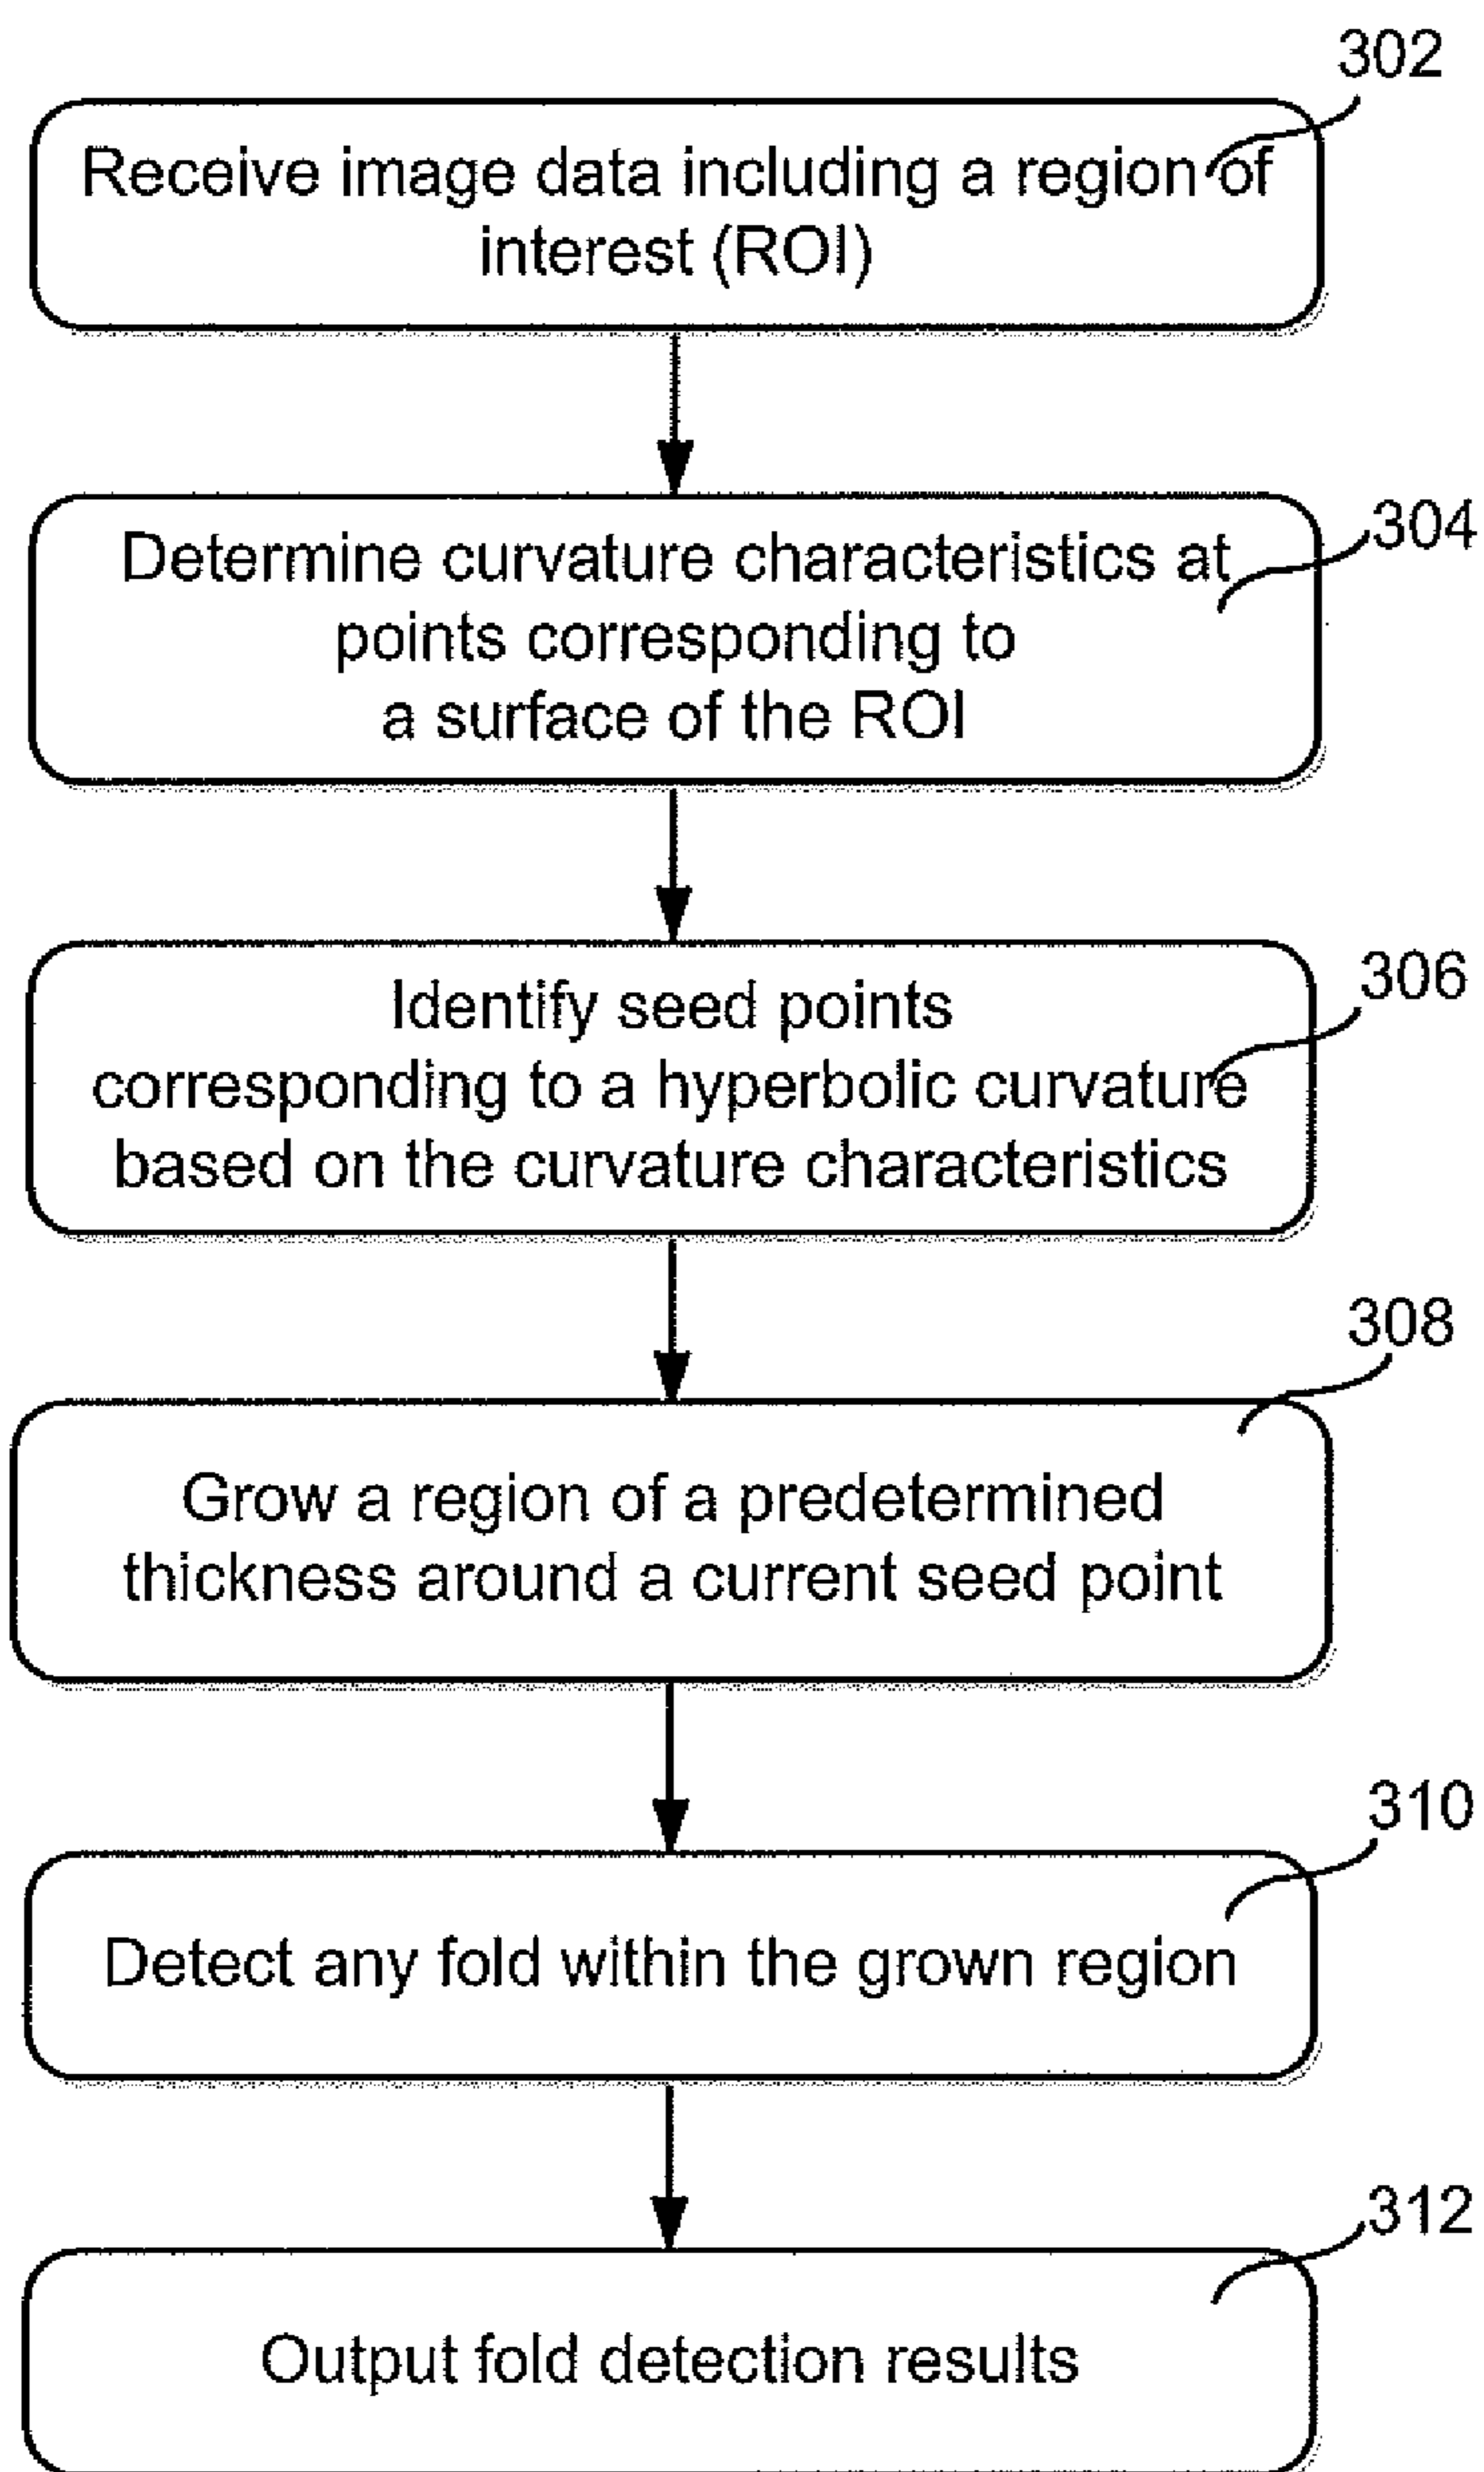 302
Receive image data including a region of
interest (ROI)
304
Determine curvature characteristics at
points corresponding to
a surface of the ROI
306
Identify seed points
corresponding to a hyperbolic curvature
based on the curvature characteristics
308
Grow a region of a predetermined
thickness around a current seed point
310
Detect any fold within the grown region
312
Output fold detection results